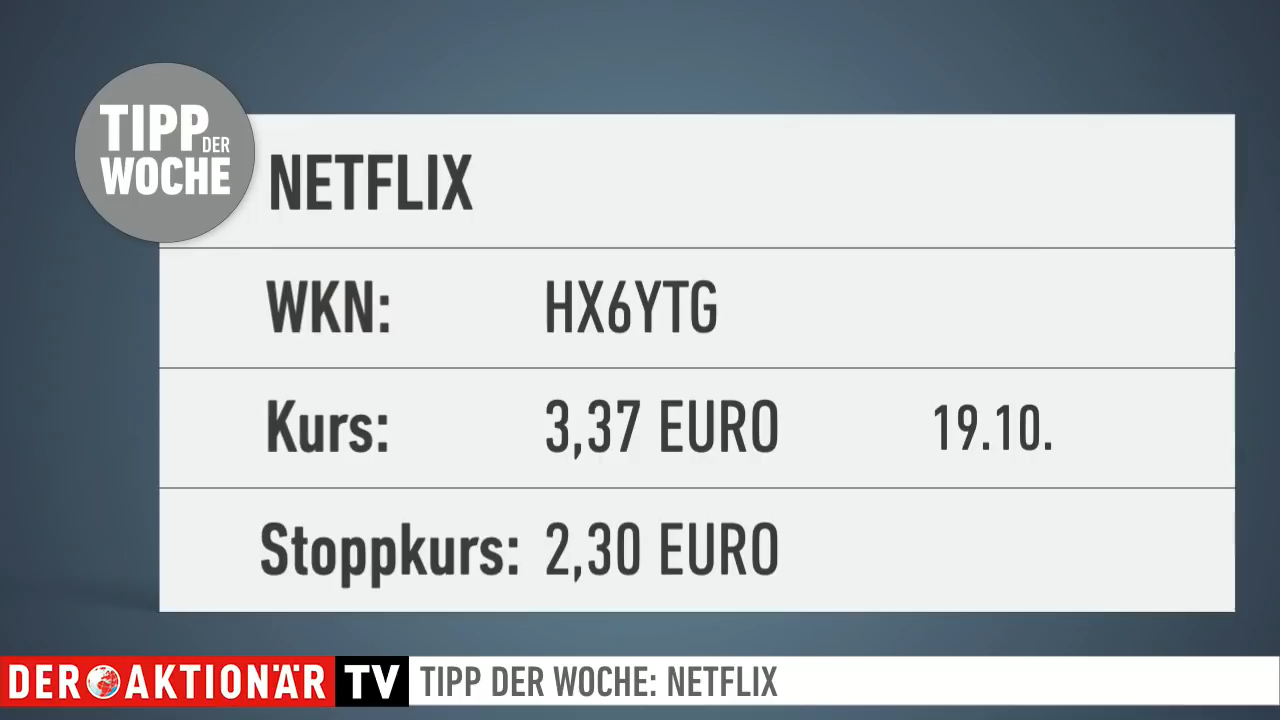 TIPP DER WOCHE
NETFLIX
WKN: HX6YTG
Kurs: 3,37 EURO 19.10.
Stoppkurs: 2,30 EURO
DER AKTIONÄR TV TIPP DER WOCHE: NETFLIX